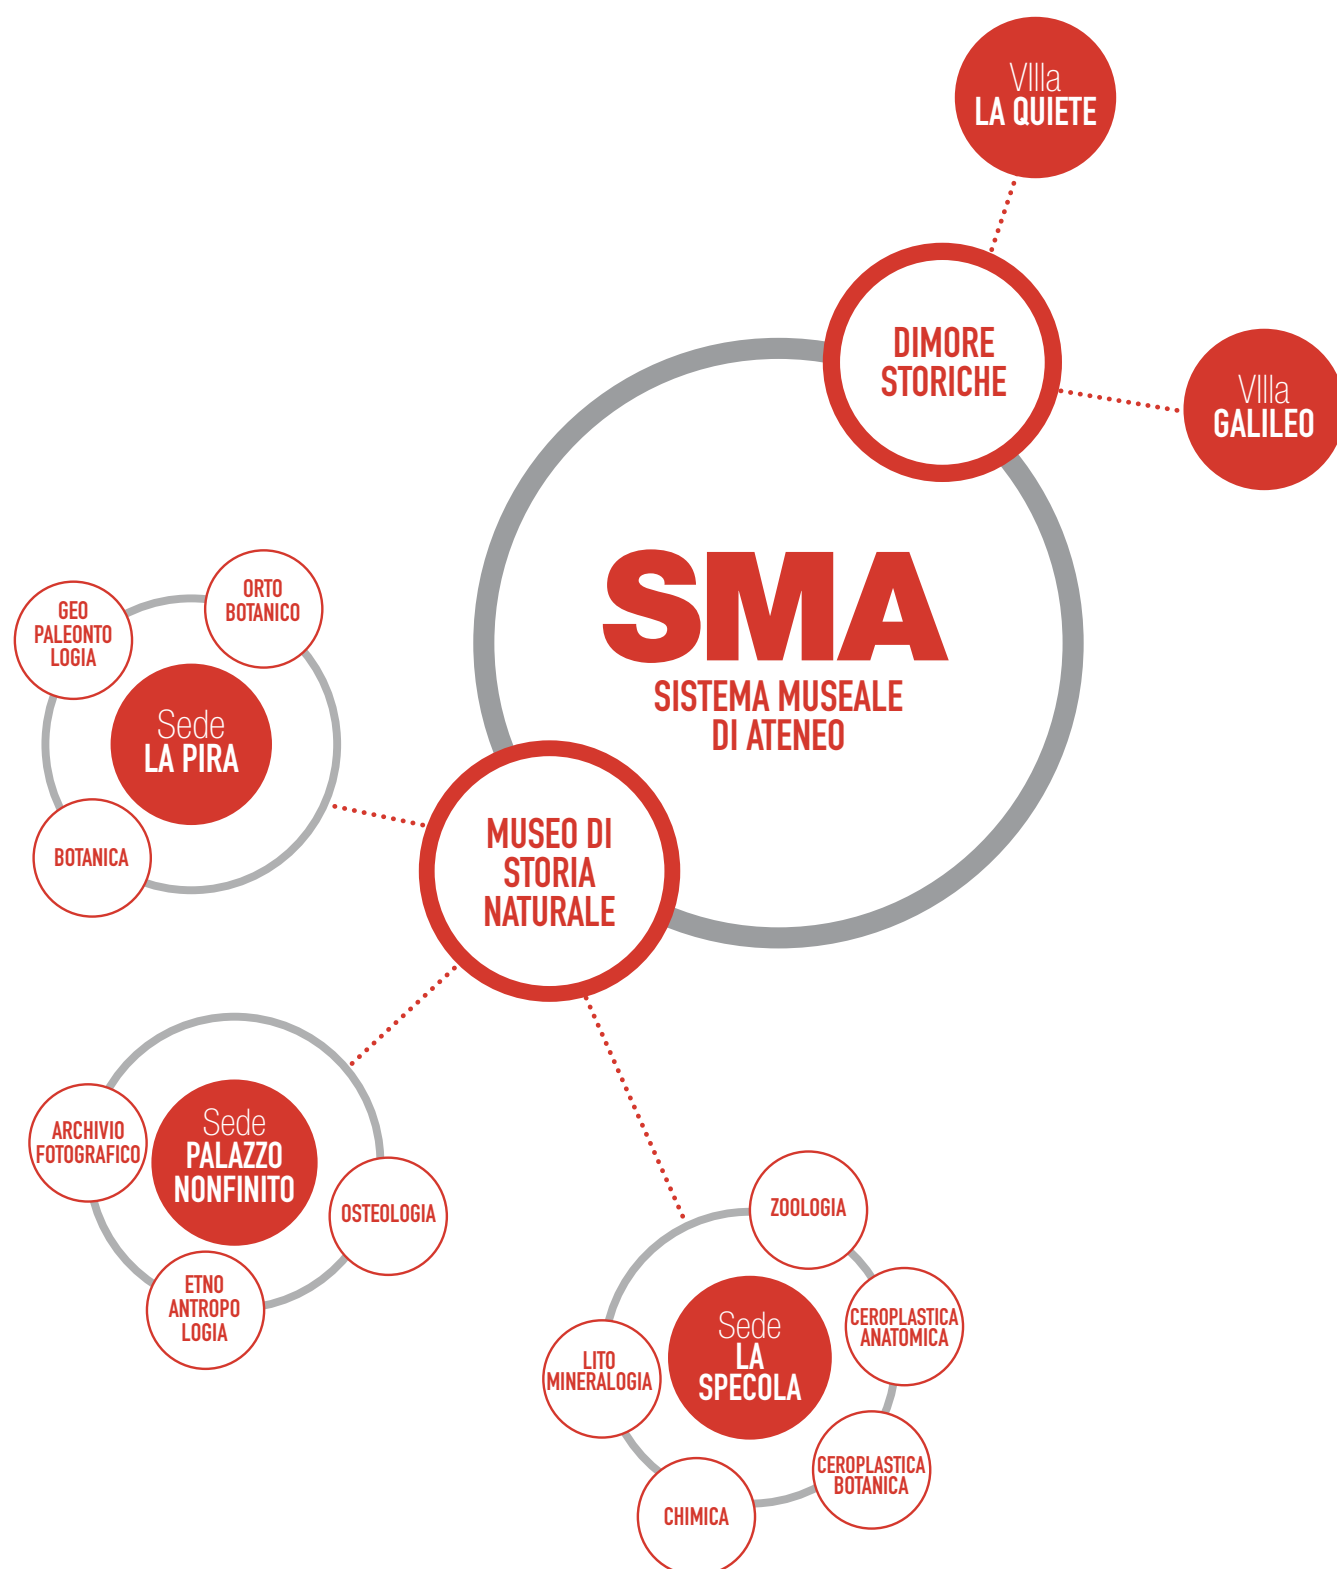 VIIIa
LA QUIETE
DIMORE
STORICHE
VIIIa
GALILEO
SMA
SISTEMA MUSEALE
DI ATENEO
GEO
PALEONTO
LOGIA
ORTO
BOTANICO
Sede
LA PIRA
BOTANICA
MUSEO DI
STORIA
NATURALE
ARCHIVIO
FOTOGRAFICO
Sede
PALAZZO
NONFINITO
OSTEOLOGIA
ETNO
ANTROPO
LOGIA
ZOOLOGIA
CEROPLASTICA
ANATOMICA
Sede
LA
SPECOLA
LITO
MINERALOGIA
CEROPLASTICA
BOTANICA
CHIMICA